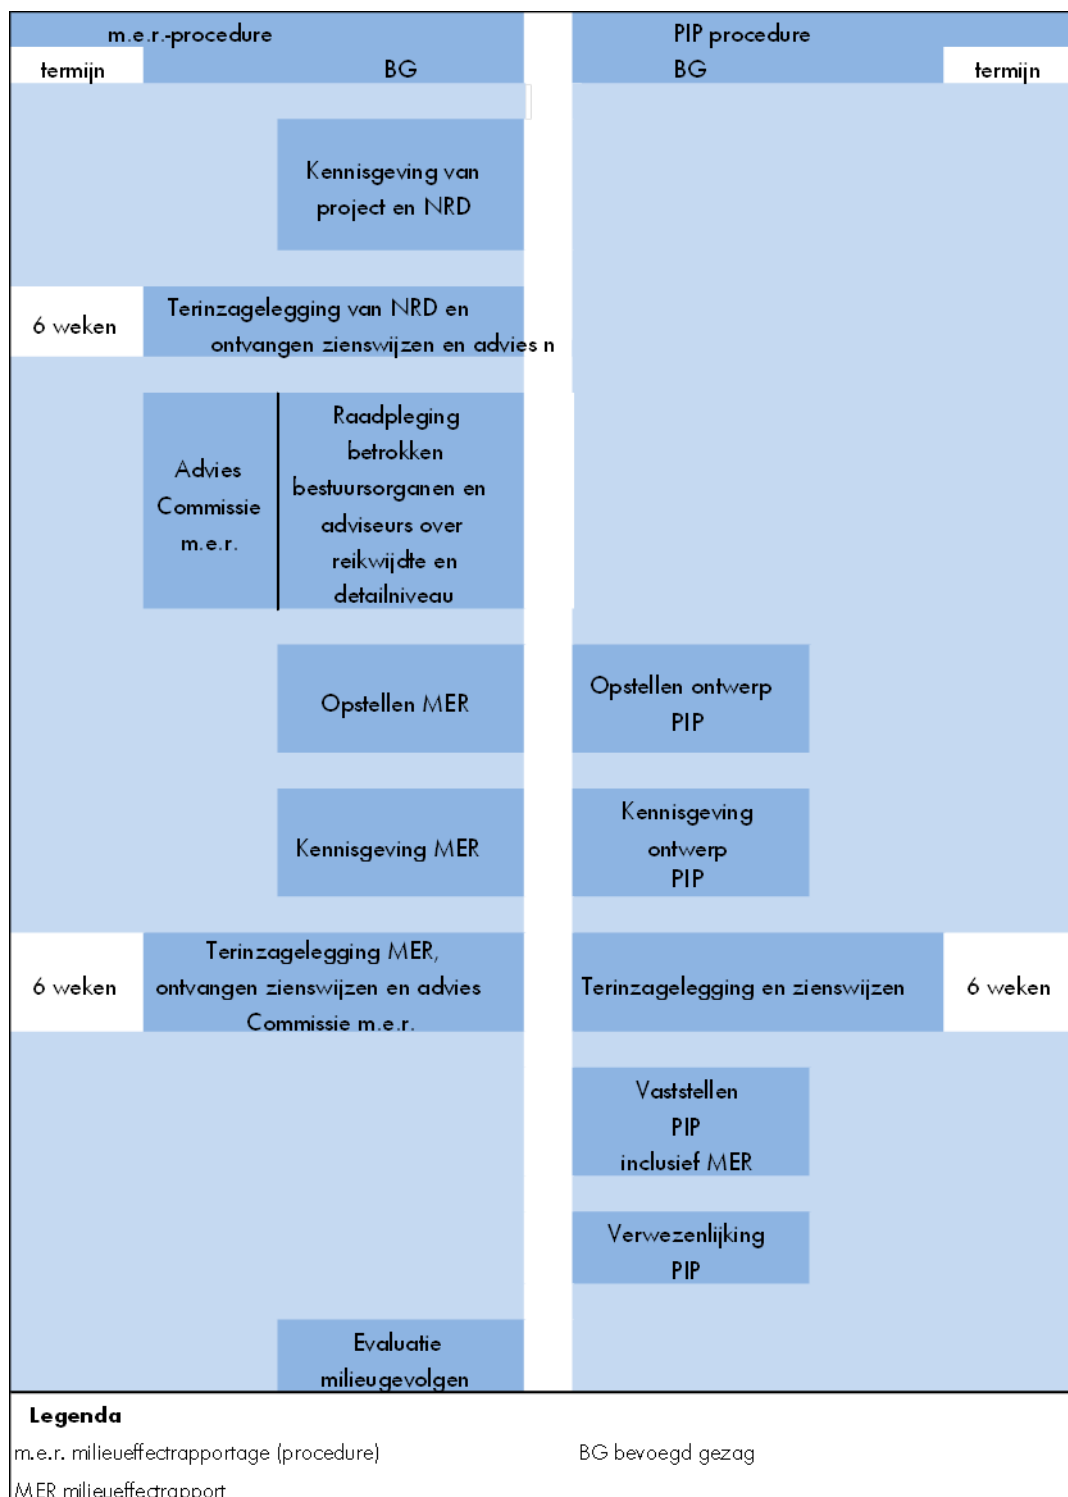 m.e.r.-procedure PIP procedure
termijn BG BG termijn
Kennisgeving van
project en NRD
6 weken
Terinzagelegging van NRD en
ontvangen zienswijzen en advies n
Advies
Commissie
m.e.r.
Raadpleging
betrokken
bestuursorganen en
adviseurs over
reikwijdte en
detailniveau
Opstellen MER
Opstellen ontwerp
PIP
Kennisgeving MER
Kennisgeving
ontwerp
PIP
6 weken
Terinzagelegging MER,
ontvangen zienswijzen en advies
Commissie m.e.r.
Terinzagelegging en zienswijzen
6 weken
Vaststellen
PIP
inclusief MER
Verwezenlijking
PIP
Evaluatie
milieugevolgen
Legenda
m.e.r. milieueffectrapportage (procedure) BG bevoegd gezag
MER milieueffectrapport